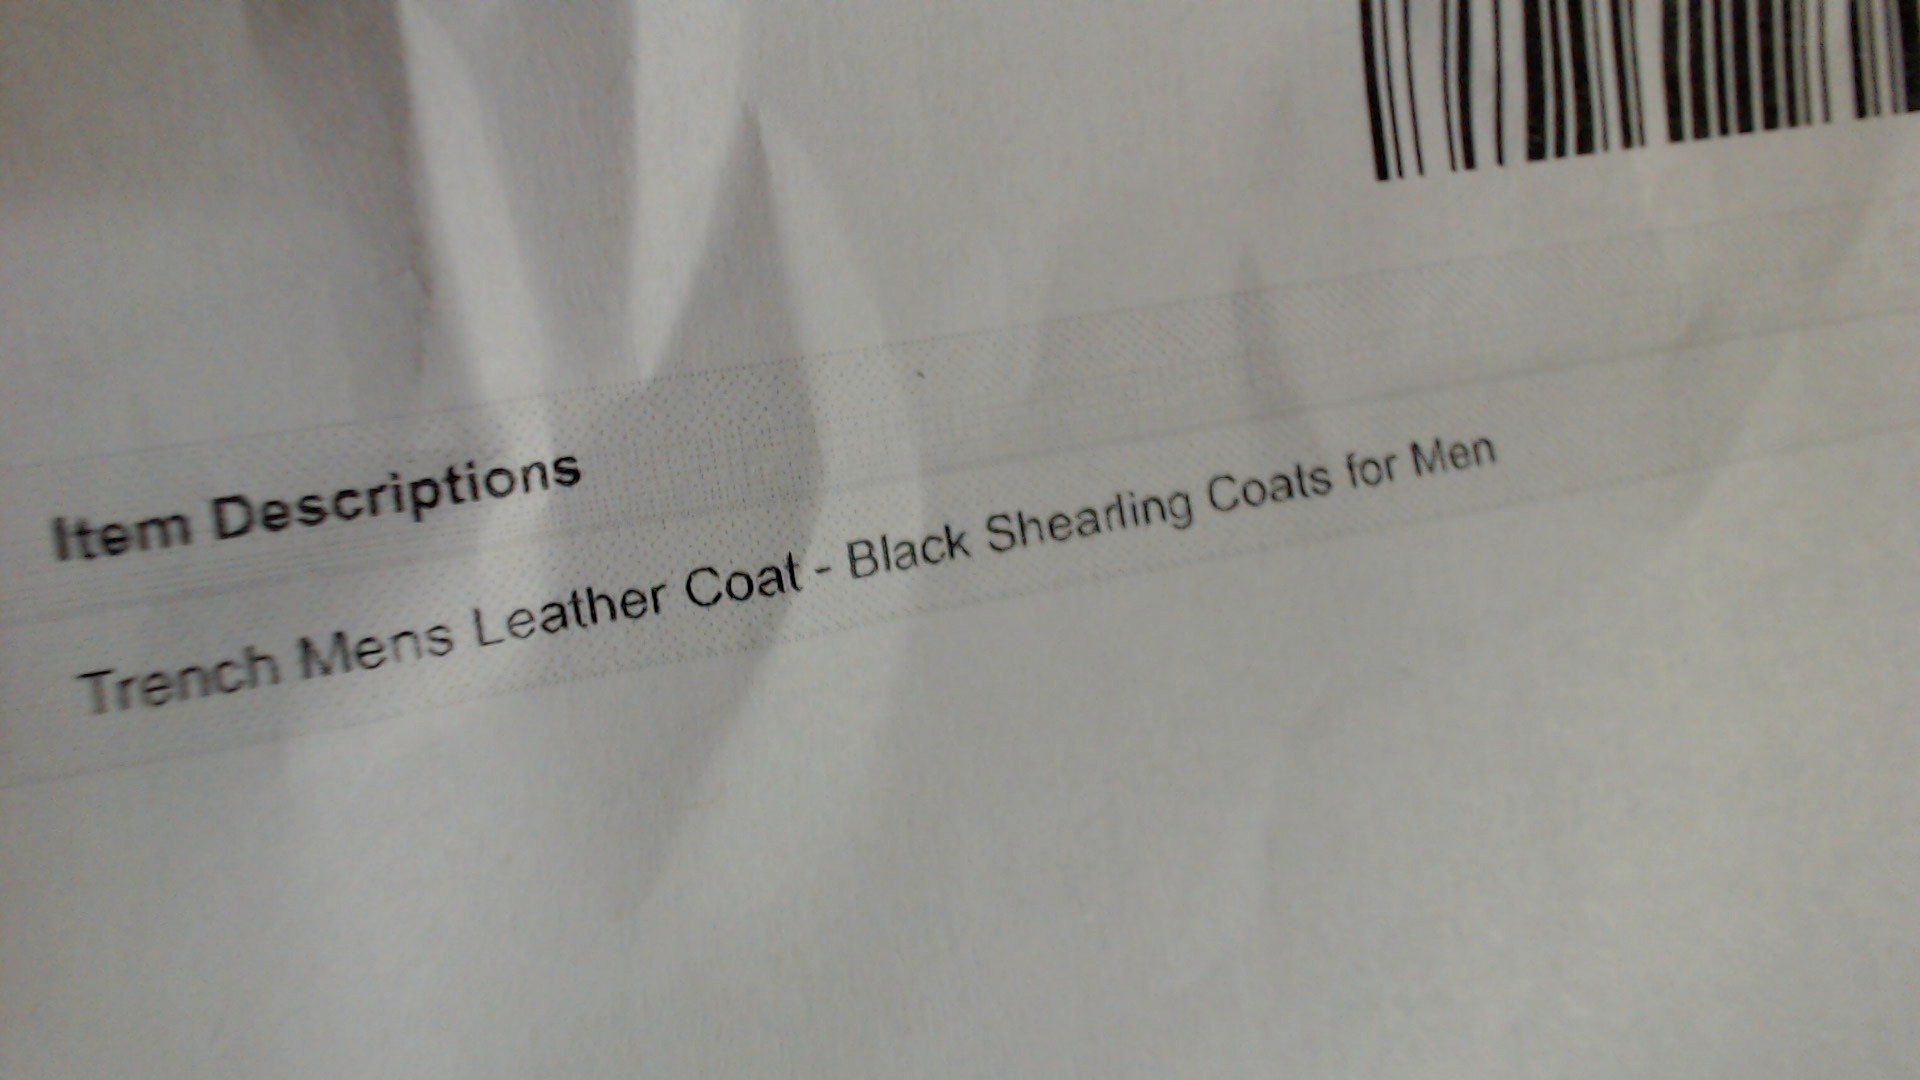 Item Descriptions
Trench Mens Leather Coat - Black Shearling Coats for Men